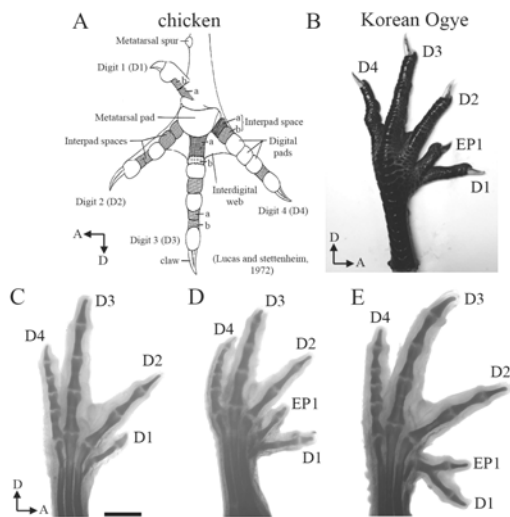 A
chicken
Metatarsal spur
Digit 1 (D1)
b
a
Metatarsal pad
a
b
Interpad space
Interpad spaces
a
b
Digital
pads
Interdigital
web
Digit 2 (D2)
Digit 4 (D4)
a
b
Digit 3 (D3)
claw
(Lucas and stettenheim,
1972)
A
D
B
Korean Ogye
D3
D4
D2
EP1
D1
D
A
C
D3
D4
D2
D1
D
A
D
D3
D4
D2
EP1
D1
E
D3
D4
D2
EP1
D1